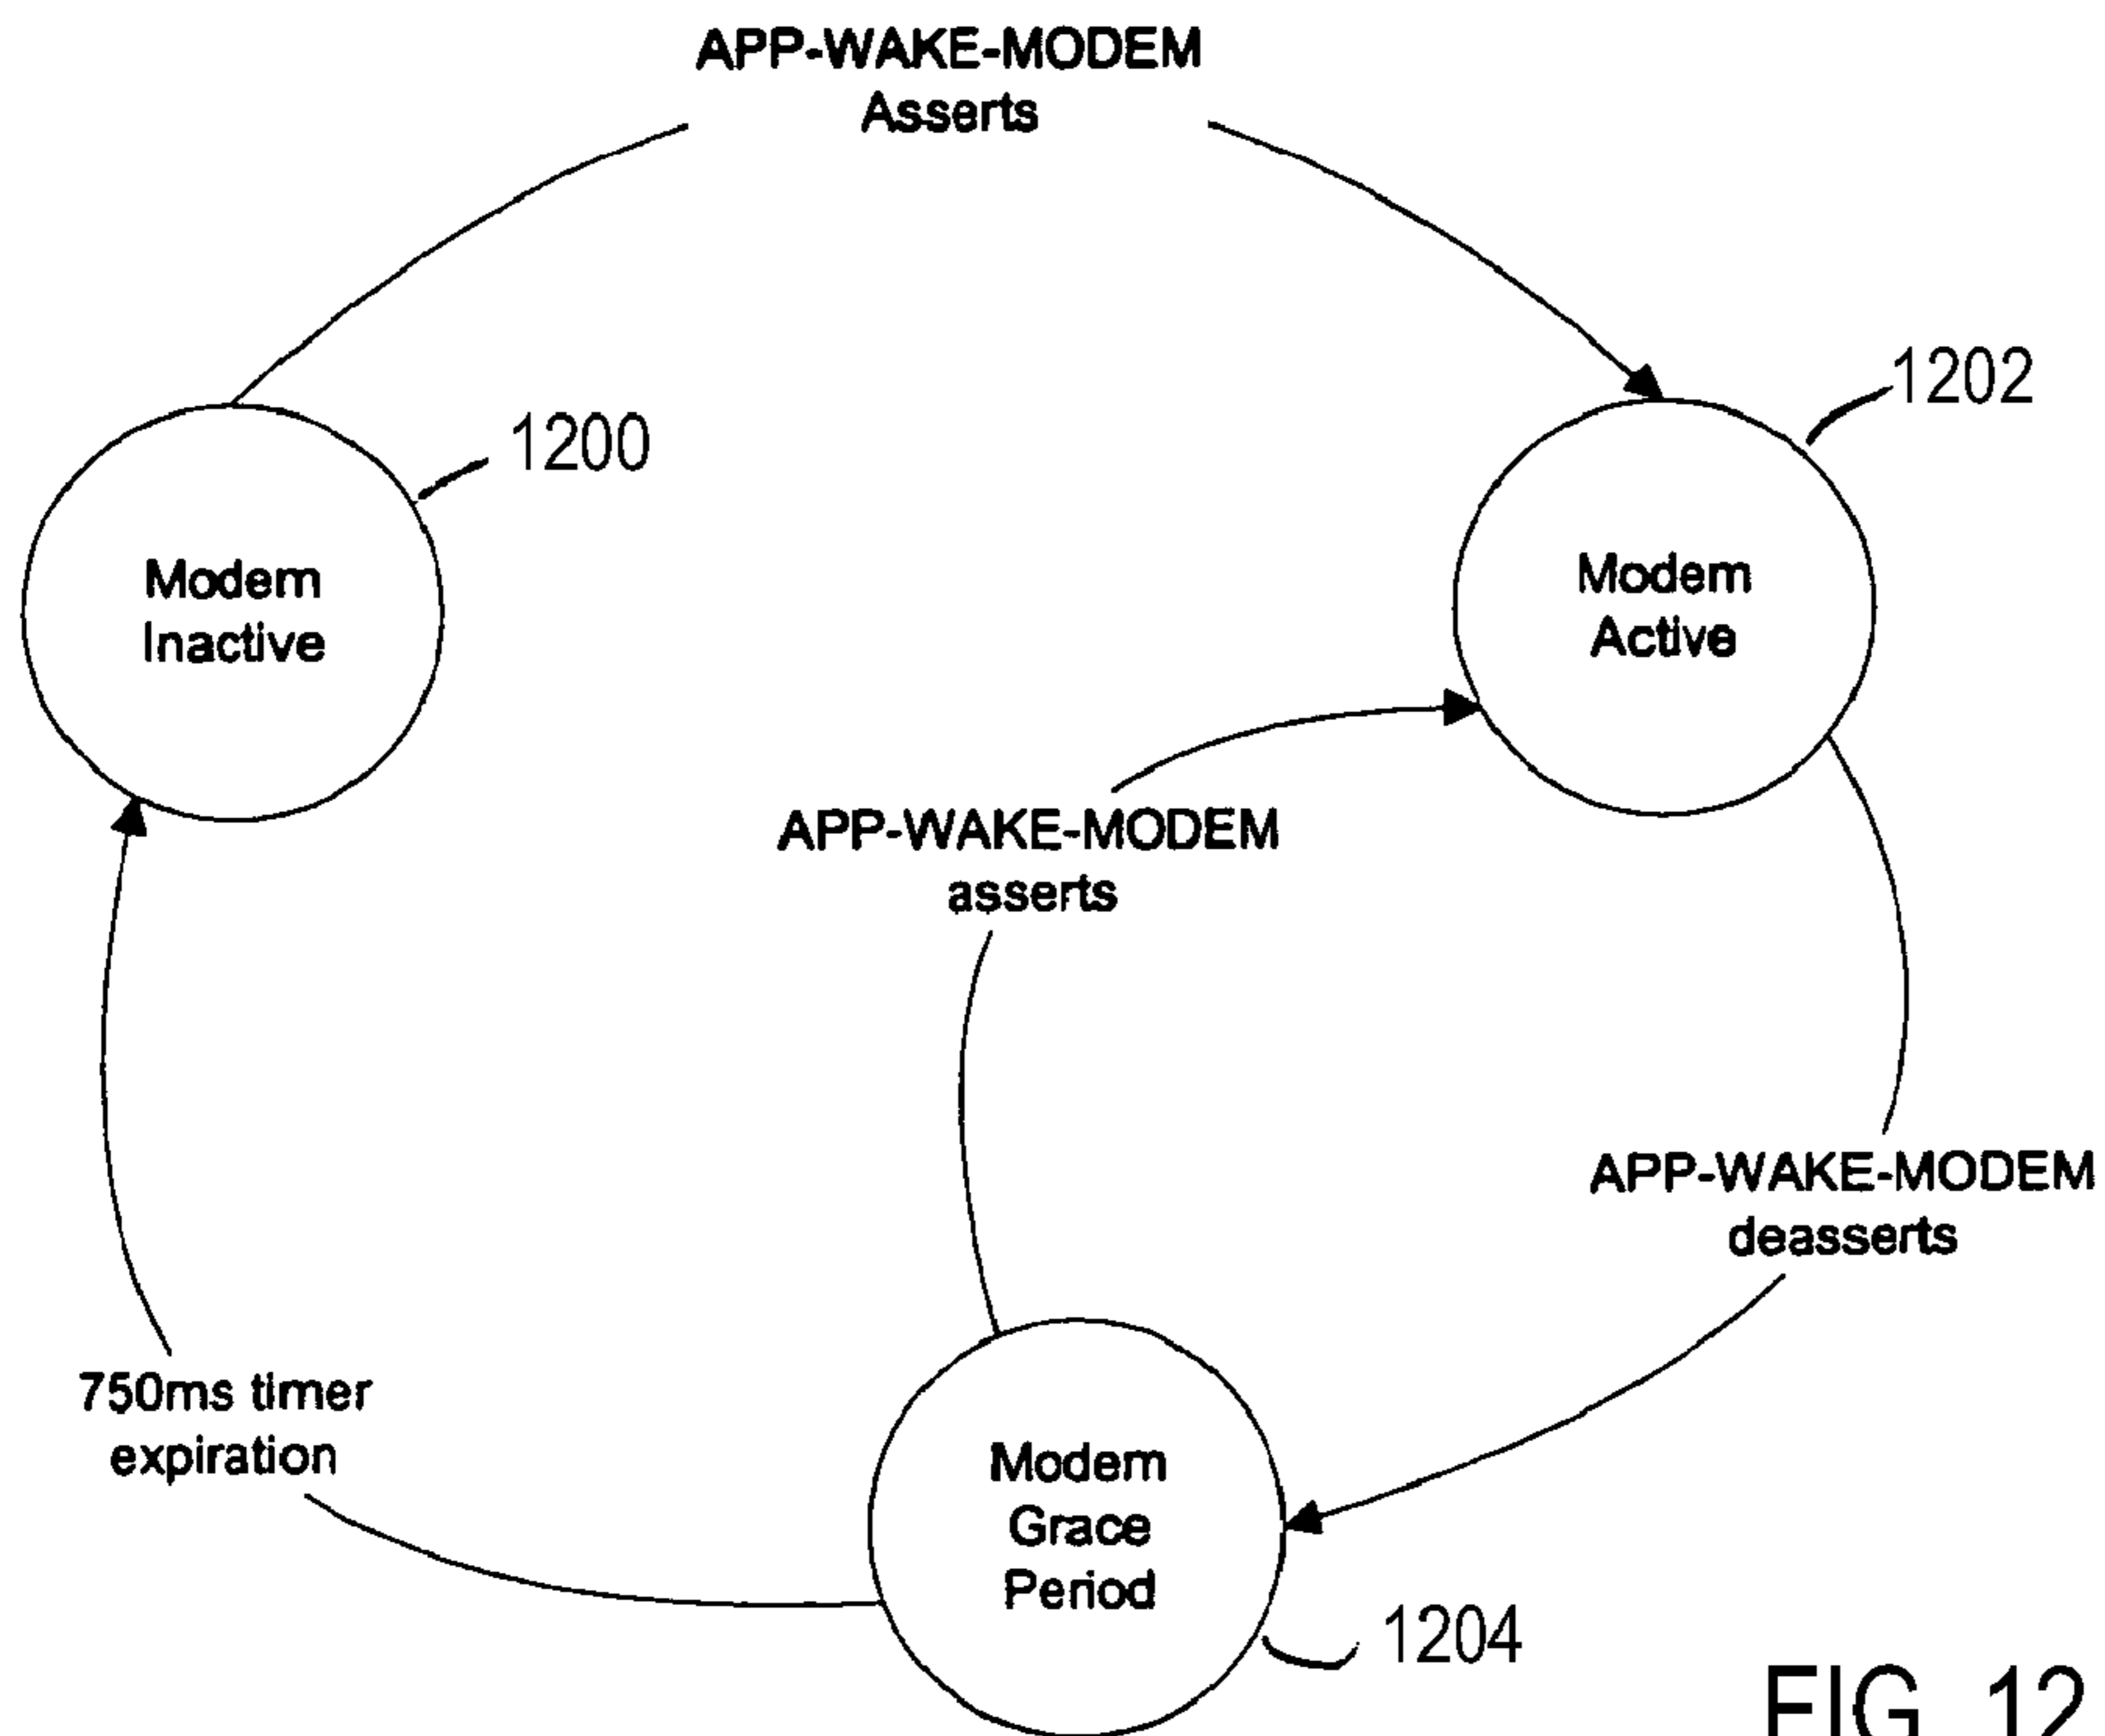 APP-WAKE-MODEM
Asserts
1202
1200
Modem
Inactive
Modem
Active
APP-WAKE-MODEM
asserts
APP-WAKE-MODEM
deasserts
750ms timer
expiration
Modem
Grace
Period
1204
FIG. 12